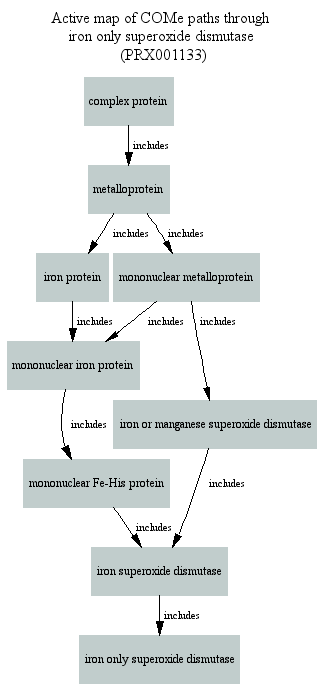 Active map of COMe paths through
iron only superoxide dismutase
(PRX001133)
complex protein
includes
metalloprotein
includes
includes
iron protein
mononuclear metalloprotein
includes
includes
includes
mononuclear iron protein
iron or manganese superoxide dismutase
includes
mononuclear Fe-His protein
includes
includes
iron superoxide dismutase
includes
iron only superoxide dismutase